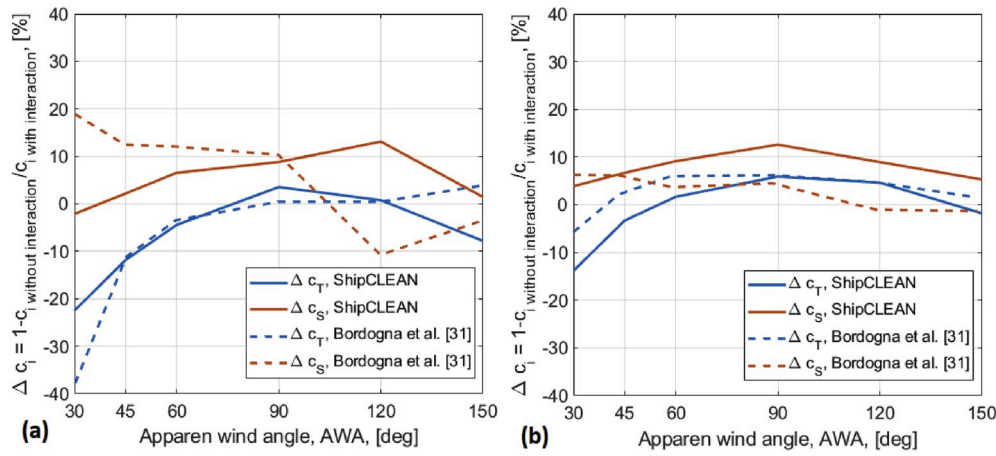 Δ c_i = 1-c_i without interaction/c_i with interaction, [%]
40
30
20
10
0
-10
-20
-30
-40
30 45 60 90 120 150
Apparen wind angle, AWA, [deg]
Δ c_T, ShipCLEAN
Δ c_S, ShipCLEAN
Δ c_T, Bordogna et al. [31]
Δ c_S, Bordogna et al. [31]
(a)
Δ c_i = 1-c_i without interaction/c_i with interaction, [%]
40
30
20
10
0
-10
-20
-30
-40
30 45 60 90 120 150
Apparen wind angle, AWA, [deg]
Δ c_T, ShipCLEAN
Δ c_S, ShipCLEAN
Δ c_T, Bordogna et al. [31]
Δ c_S, Bordogna et al. [31]
(b)